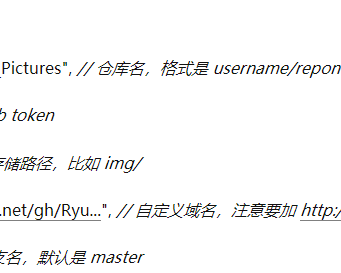 Pictures", // 仓库名，格式是 username/repon
token
存储路径，比如 img/
.net/gh/Ryu...", // 自定义域名，注意要加 http:/
支名，默认是 master